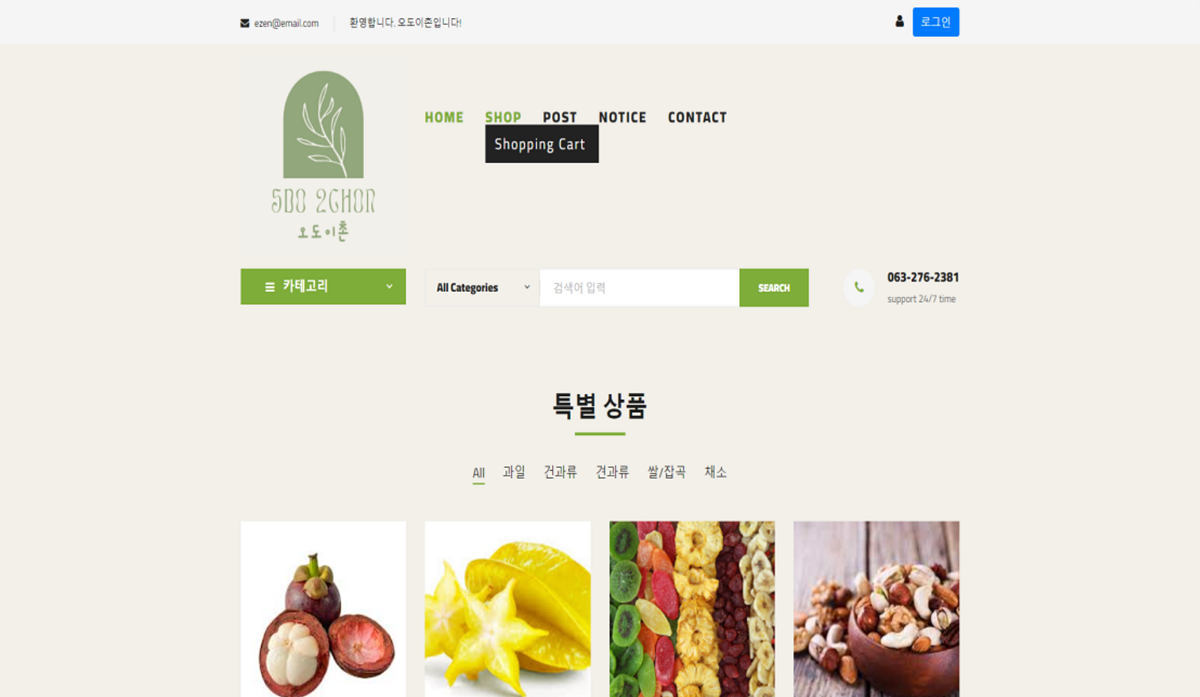 ezen@email.com
환영합니다. 오도이촌입니다!
로그인
5DO 2CHON
오도이촌
HOME SHOP POST NOTICE CONTACT
Shopping Cart
카테고리
All Categories
검색어 입력
SEARCH
063-276-2381
support 24/7 time
특별 상품
All 과일 건과류 견과류 쌀/잡곡 채소